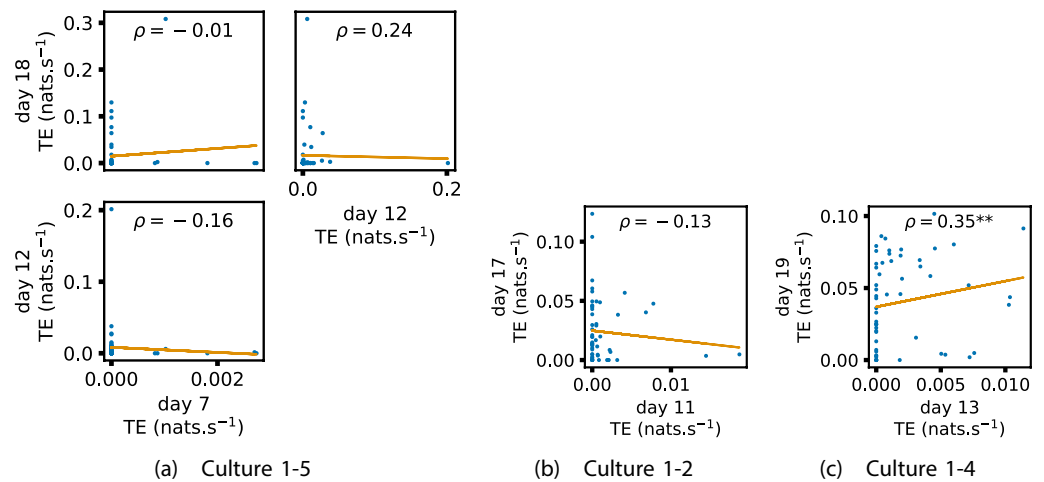 day 18
TE (nats.s⁻¹)
0.3
0.2
0.1
0.0
ρ = − 0.01
ρ = 0.24
0.0
0.2
day 12
TE (nats.s⁻¹)
day 12
TE (nats.s⁻¹)
0.2
0.1
0.0
ρ = − 0.16
0.000
0.002
day 7
TE (nats.s⁻¹)
day 17
TE (nats.s⁻¹)
0.10
0.05
0.00
ρ = − 0.13
0.00
0.01
day 11
TE (nats.s⁻¹)
day 19
TE (nats.s⁻¹)
0.10
0.05
0.00
ρ = 0.35**
0.000
0.005
0.010
day 13
TE (nats.s⁻¹)
(a) Culture 1-5
(b) Culture 1-2
(c) Culture 1-4